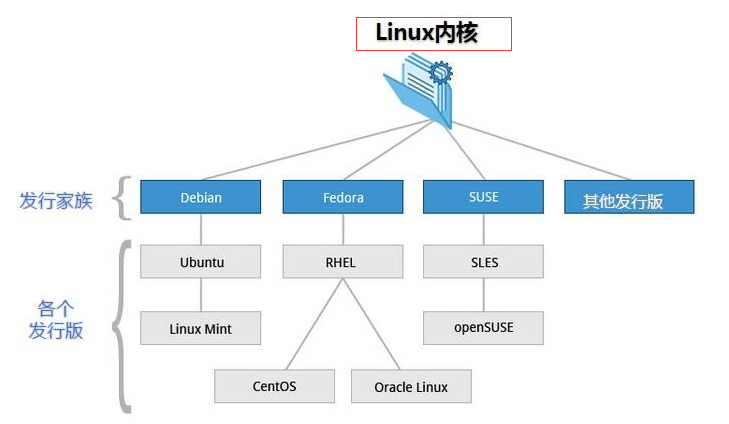 Linux内核
发行家族
Debian
Fedora
SUSE
其他发行版
各个
发行版
Ubuntu
RHEL
SLES
Linux Mint
openSUSE
CentOS
Oracle Linux